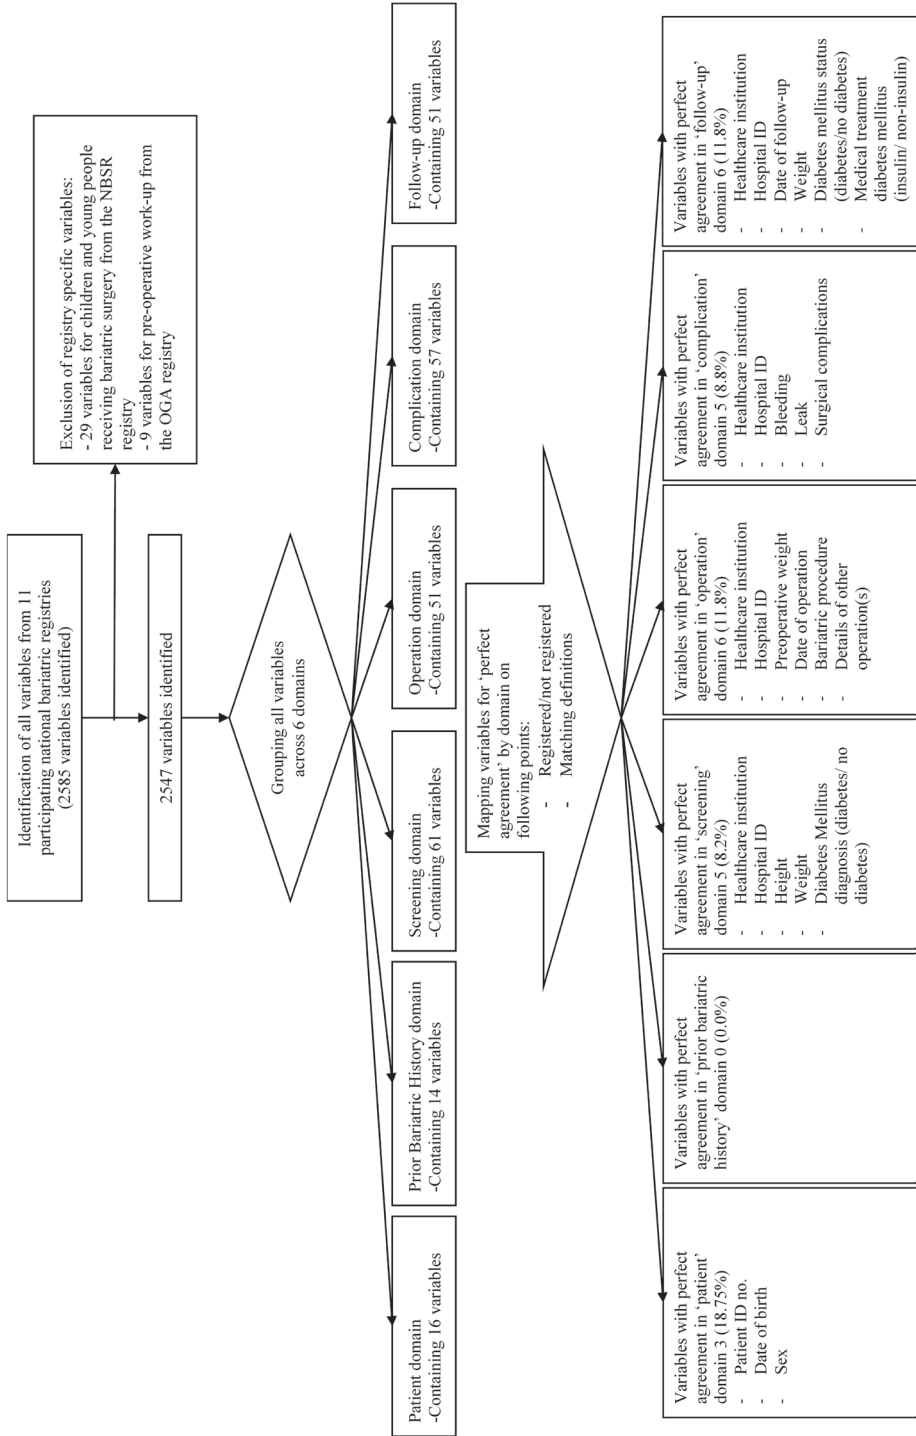 Identification of all variables from 11
participating national bariatric registries
(2585 variables identified)
Exclusion of registry specific variables:
- 29 variables for children and young people
receiving bariatric surgery from the NBSR
registry
- 9 variables for pre-operative work-up from
the OGA registry
2547 variables identified
Grouping all variables
across 6 domains
Patient domain
-Containing 16 variables
Prior Bariatric History domain
-Containing 14 variables
Screening domain
-Containing 61 variables
Operation domain
-Containing 51 variables
Complication domain
-Containing 57 variables
Follow-up domain
-Containing 51 variables
Mapping variables for ‘perfect
agreement’ by domain on
following points:
- Registered/not registered
- Matching definitions
Variables with perfect
agreement in ‘patient’
domain 3 (18.75%)
- Patient ID no.
- Date of birth
- Sex
Variables with perfect
agreement in ‘prior bariatric
history’ domain 0 (0.0%)
Variables with perfect
agreement in ‘screening’
domain 5 (8.2%)
- Healthcare institution
- Hospital ID
- Height
- Weight
- Diabetes Mellitus
diagnosis (diabetes/ no
diabetes)
Variables with perfect
agreement in ‘operation’
domain 6 (11.8%)
- Healthcare institution
- Hospital ID
- Preoperative weight
- Date of operation
- Bariatric procedure
- Details of other
operation(s)
Variables with perfect
agreement in ‘complication’
domain 5 (8.8%)
- Healthcare institution
- Hospital ID
- Bleeding
- Leak
- Surgical complications
Variables with perfect
agreement in ‘follow-up’
domain 6 (11.8%)
- Healthcare institution
- Hospital ID
- Date of follow-up
- Weight
- Diabetes mellitus status
(diabetes/no diabetes)
- Medical treatment
diabetes mellitus
(insulin/ non-insulin)